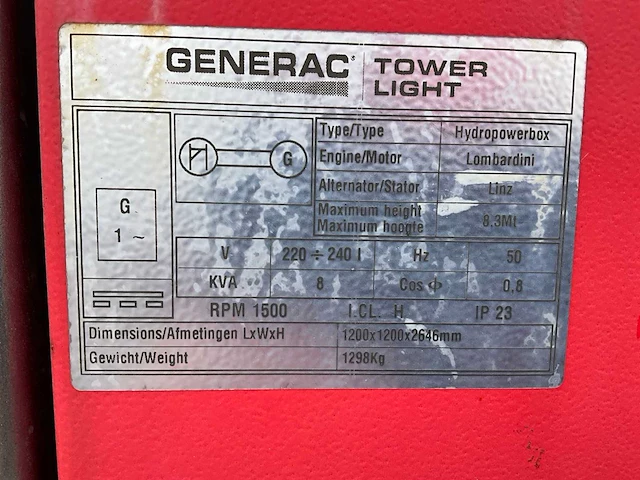 GENERAC TOWER LIGHT
G
1 ~
G
Type/Type Hydropowerbox
Engine/Motor Lombardini
Alternator/Stator Linz
Maximum height
Maximum hoogte 8,3Mt
V 220 ÷ 240 I Hz 50
KVA 8 Cos ϕ 0.8
RPM 1500 I.CL. H IP 23
Dimensions/Afmetingen LxWxH 1200x1200x2646mm
Gewicht/Weight 1298Kg